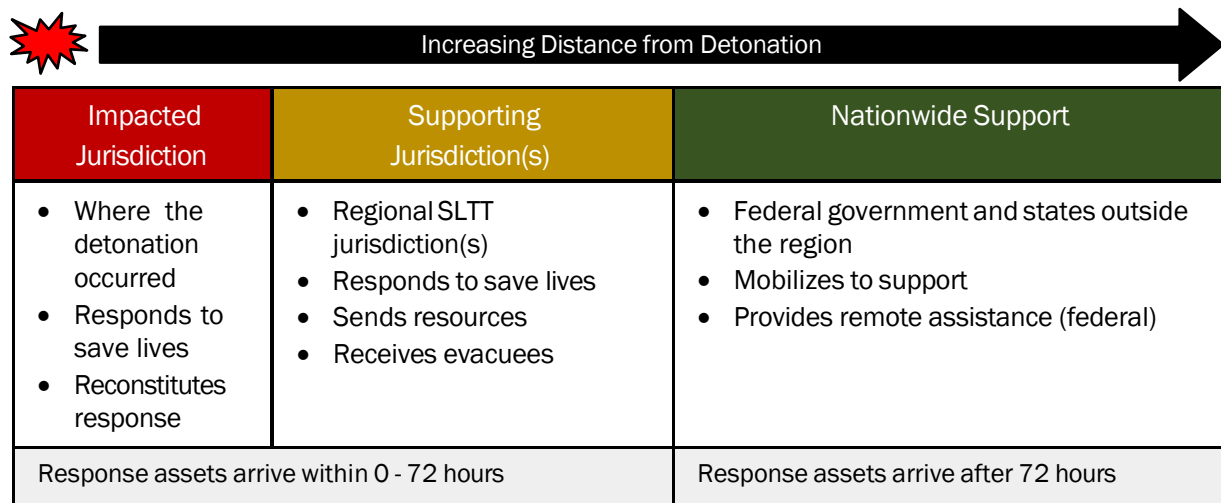 Increasing Distance from Detonation
Impacted
Jurisdiction
Supporting
Jurisdiction(s)
Nationwide Support
• Where the
detonation
occurred
• Responds to
save lives
• Reconstitutes
response
• Regional SLTT
jurisdiction(s)
• Responds to save lives
• Sends resources
• Receives evacuees
• Federal government and states outside
the region
• Mobilizes to support
• Provides remote assistance (federal)
Response assets arrive within 0 - 72 hours
Response assets arrive after 72 hours